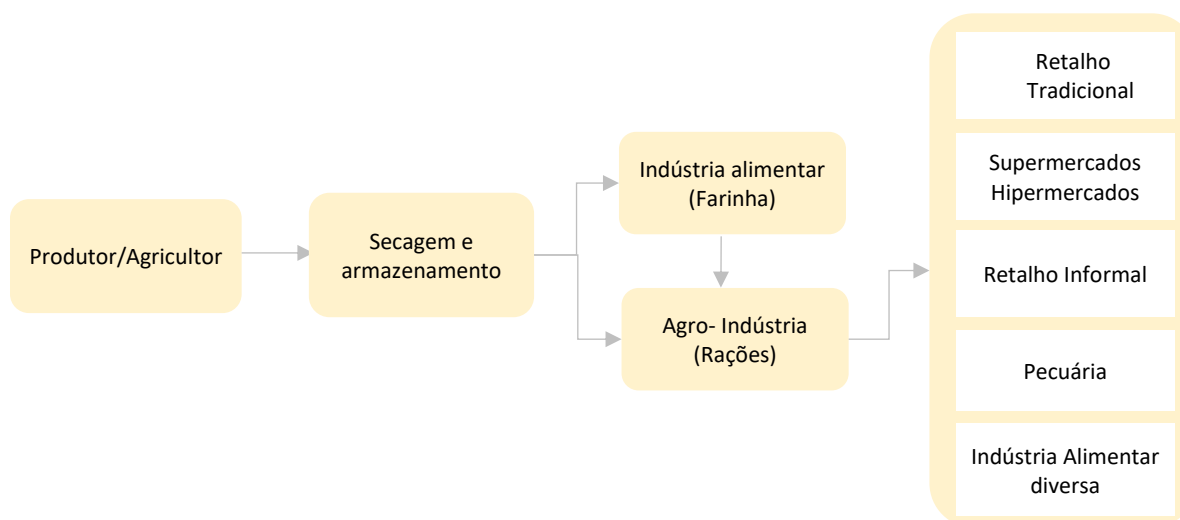 Produtor/Agricultor
Secagem e
armazenamento
Indústria alimentar
(Farinha)
Agro- Indústria
(Rações)
Retalho
Tradicional
Supermercados
Hipermercados
Retalho Informal
Pecuária
Indústria Alimentar
diversa